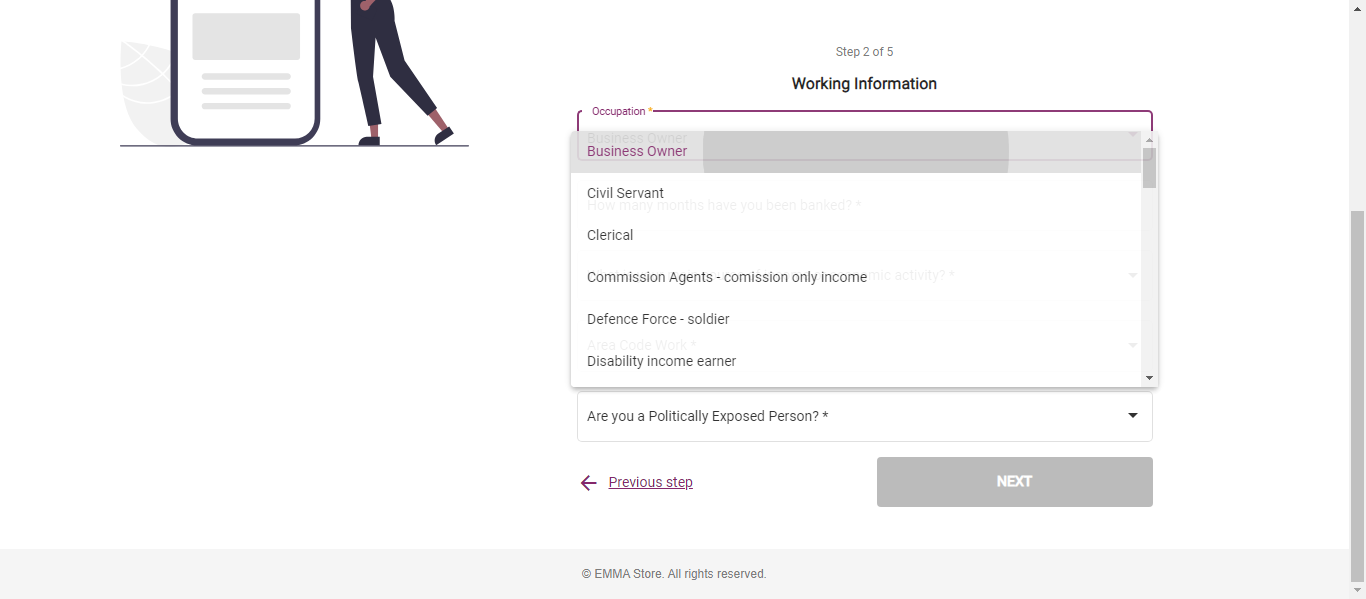 Step 2 of 5
Working Information
Occupation *
Business Owner
Business Owner
Civil Servant
How many months have you been banked? *
Clerical
Commission Agents - comission only income
mic activity? *
Defence Force - soldier
Area Code Work *
Disability income earner
Are you a Politically Exposed Person? *
Previous step
NEXT
© EMMA Store. All rights reserved.